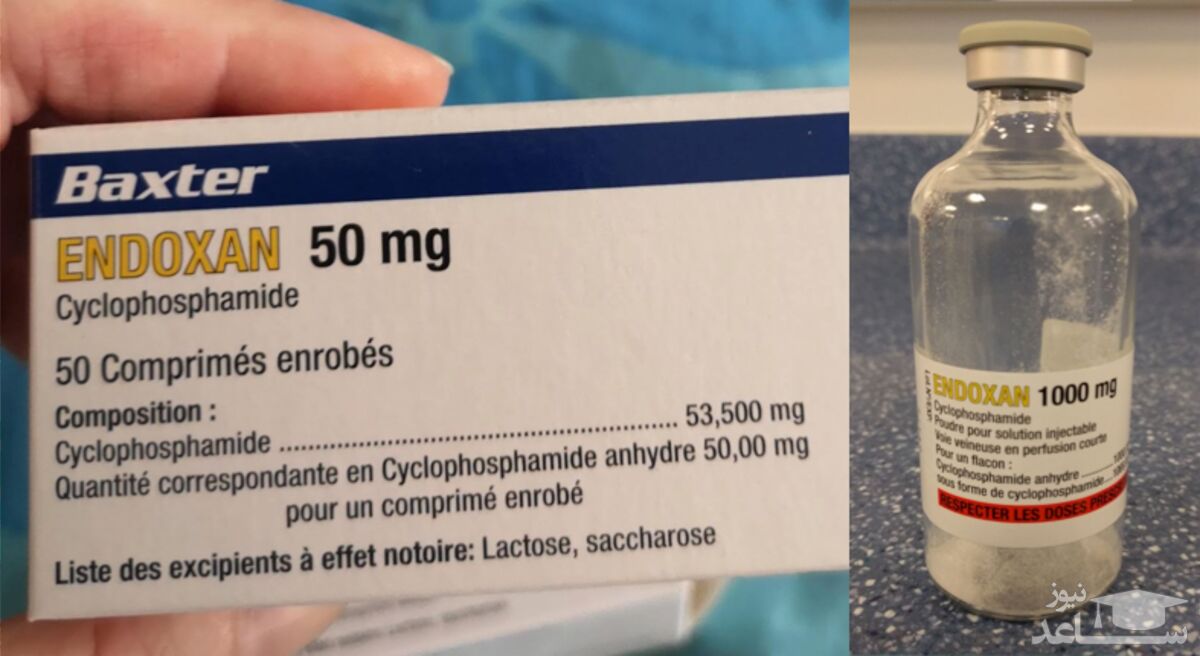 Baxter
ENDOXAN 50 mg
Cyclophosphamide
50 Comprimés enrobés
Composition :
Cyclophosphamide ................................................................ 53,500 mg
Quantité correspondante en Cyclophosphamide anhydre 50,00 mg
pour un comprimé enrobé
Liste des excipients à effet notoire: Lactose, saccharose
ENDOXAN 1000 mg
Cyclophosphamide
Poudre pour solution injectable
Voie veineuse en perfusion courte
Pour un flacon :
Cyclophosphamide anhydre
sous forme de cyclophosphamide
RESPECTER LES DOSES
نیوز
ساعد